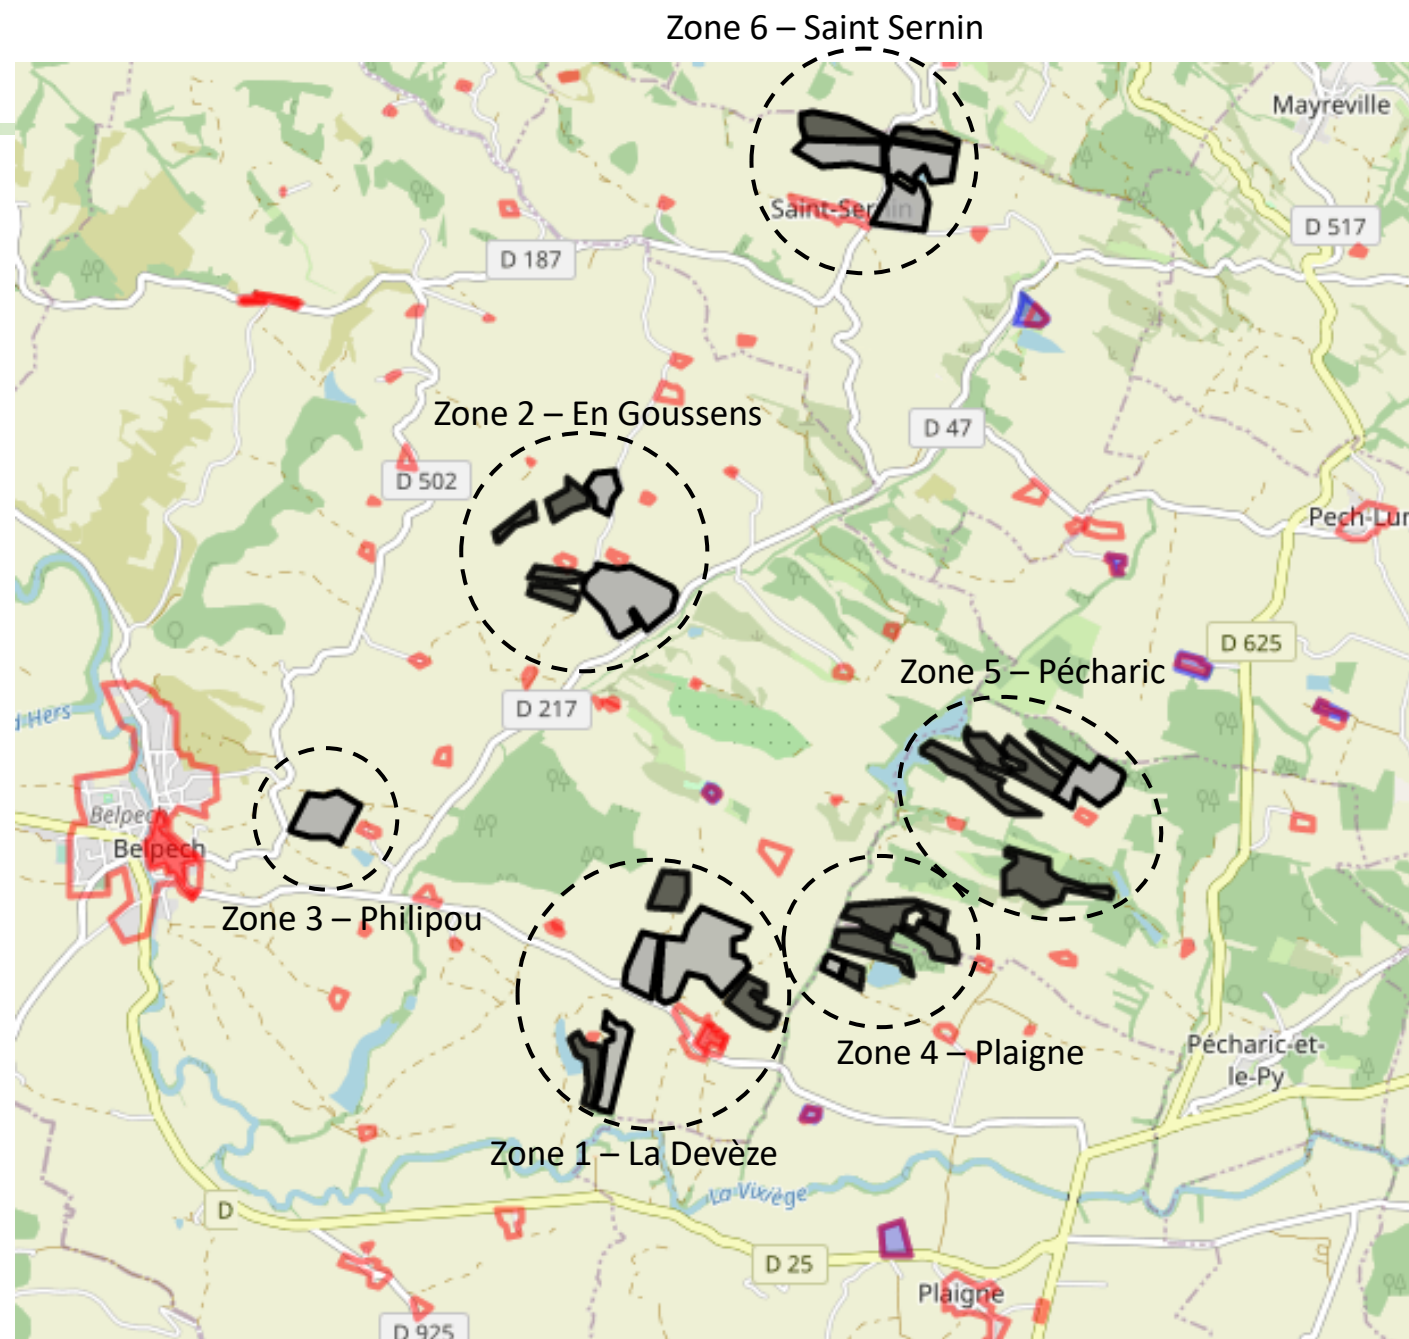 Zone 6 – Saint Sernin
Mayreville
Saint-Sernin
D 517
D 187
Zone 2 – En Goussens
D 47
D 502
Pech-Lun
D 625
Zone 5 – Pécharic
d Hers
D 217
Belpech
Belpech
Zone 3 – Philipou
Zone 4 – Plaigne
Pécharic-et-
le-Py
Zone 1 – La Devèze
La Vixiège
D
D 25
Plaigne
D 925